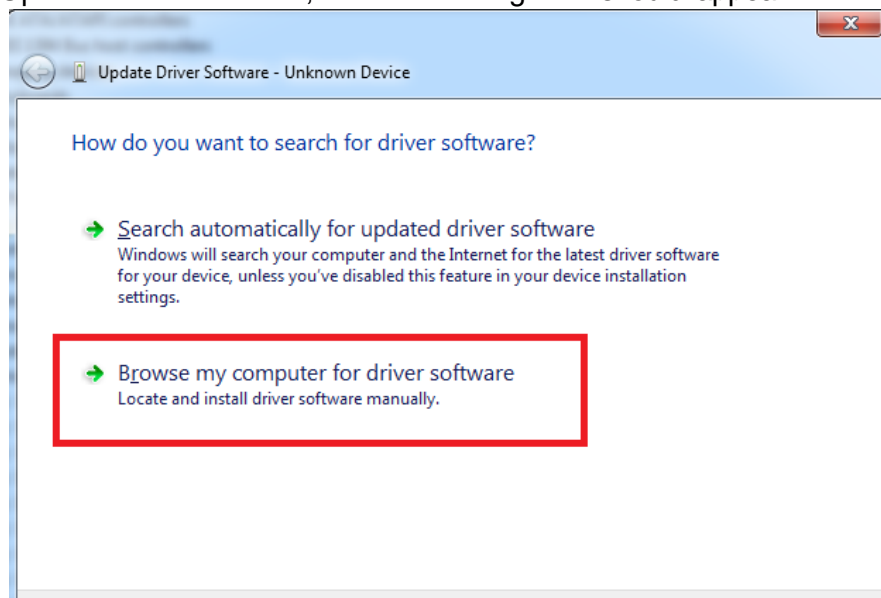 should appear
Update Driver Software - Unknown Device
How do you want to search for driver software?
Search automatically for updated driver software
Windows will search your computer and the Internet for the latest driver software
for your device, unless you've disabled this feature in your device installation
settings.
Browse my computer for driver software
Locate and install driver software manually.